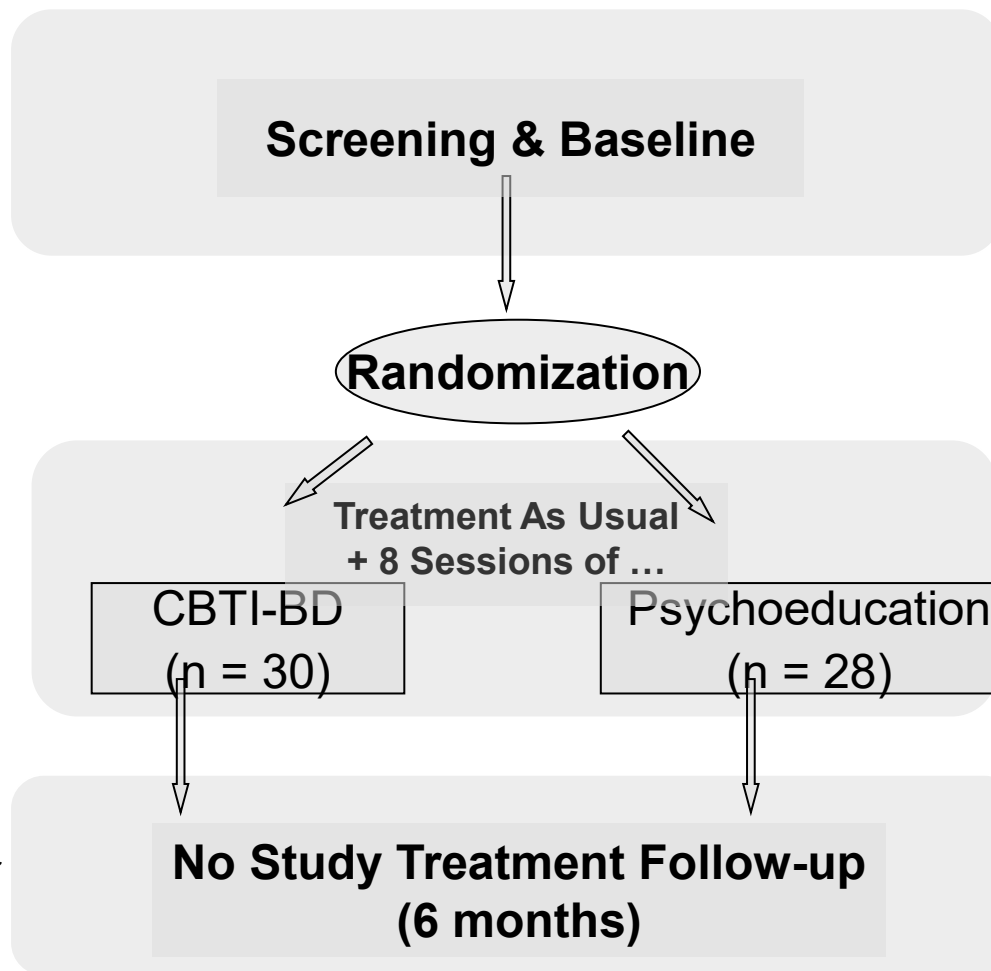 Screening & Baseline
Randomization
Treatment As Usual
+ 8 Sessions of …
CBTI-BD
(n = 30)
Psychoeducation
(n = 28)
No Study Treatment Follow-up
(6 months)